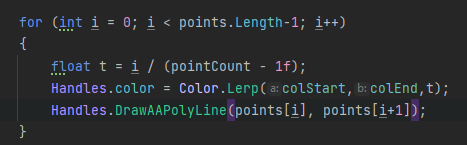 for (int i = 0; i < points.Length-1; i++)
{
float t = i / (pointCount - 1f);
Handles.color = Color.Lerp(a:colStart,b:colEnd,t);
Handles.DrawAAPolyLine(points[i], points[i+1]);
}